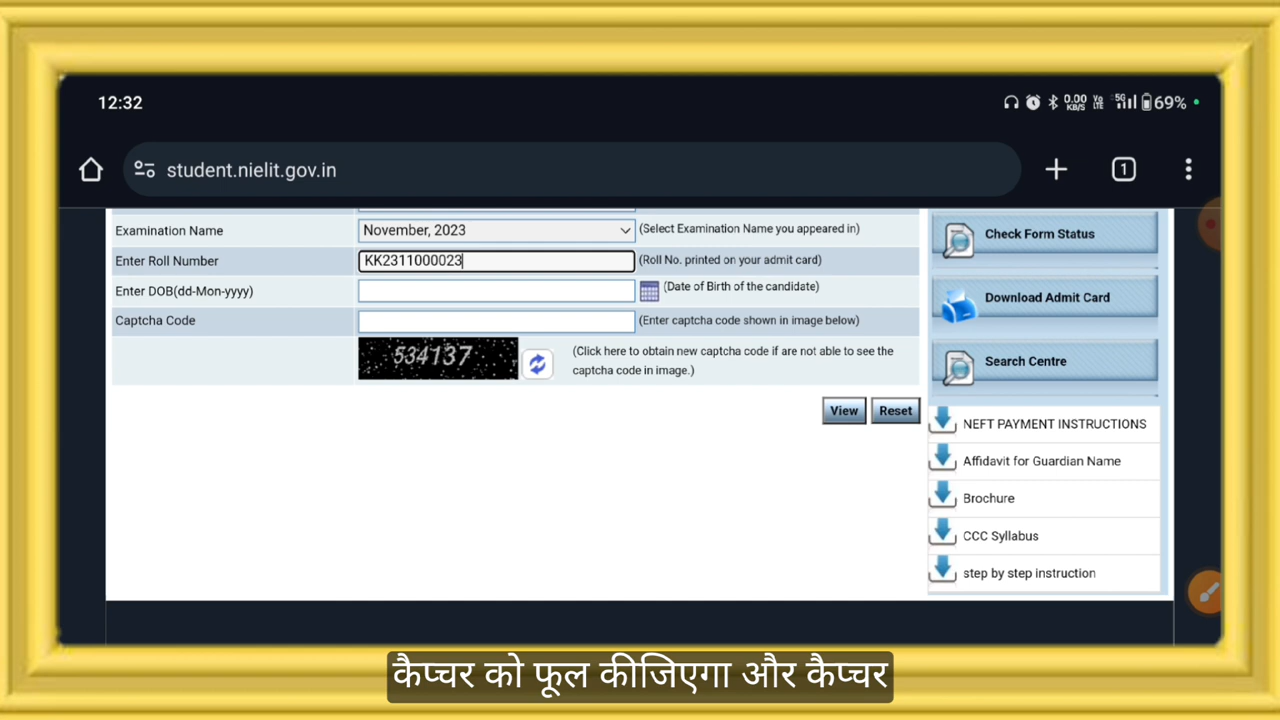 12:32
0.00 KB/S Vo LTE 5G 69%
student.nielit.gov.in
1
Examination Name
November, 2023
(Select Examination Name you appeared in)
Enter Roll Number
KK2311000023
(Roll No. printed on your admit card)
Enter DOB(dd-Mon-yyyy)
(Date of Birth of the candidate)
Captcha Code
(Enter captcha code shown in image below)
534137
(Click here to obtain new captcha code if are not able to see the
captcha code in image.)
View
Reset
Check Form Status
Download Admit Card
Search Centre
NEFT PAYMENT INSTRUCTIONS
Affidavit for Guardian Name
Brochure
CCC Syllabus
step by step instruction
कैप्चर को फूल कीजिएगा और कैप्चर